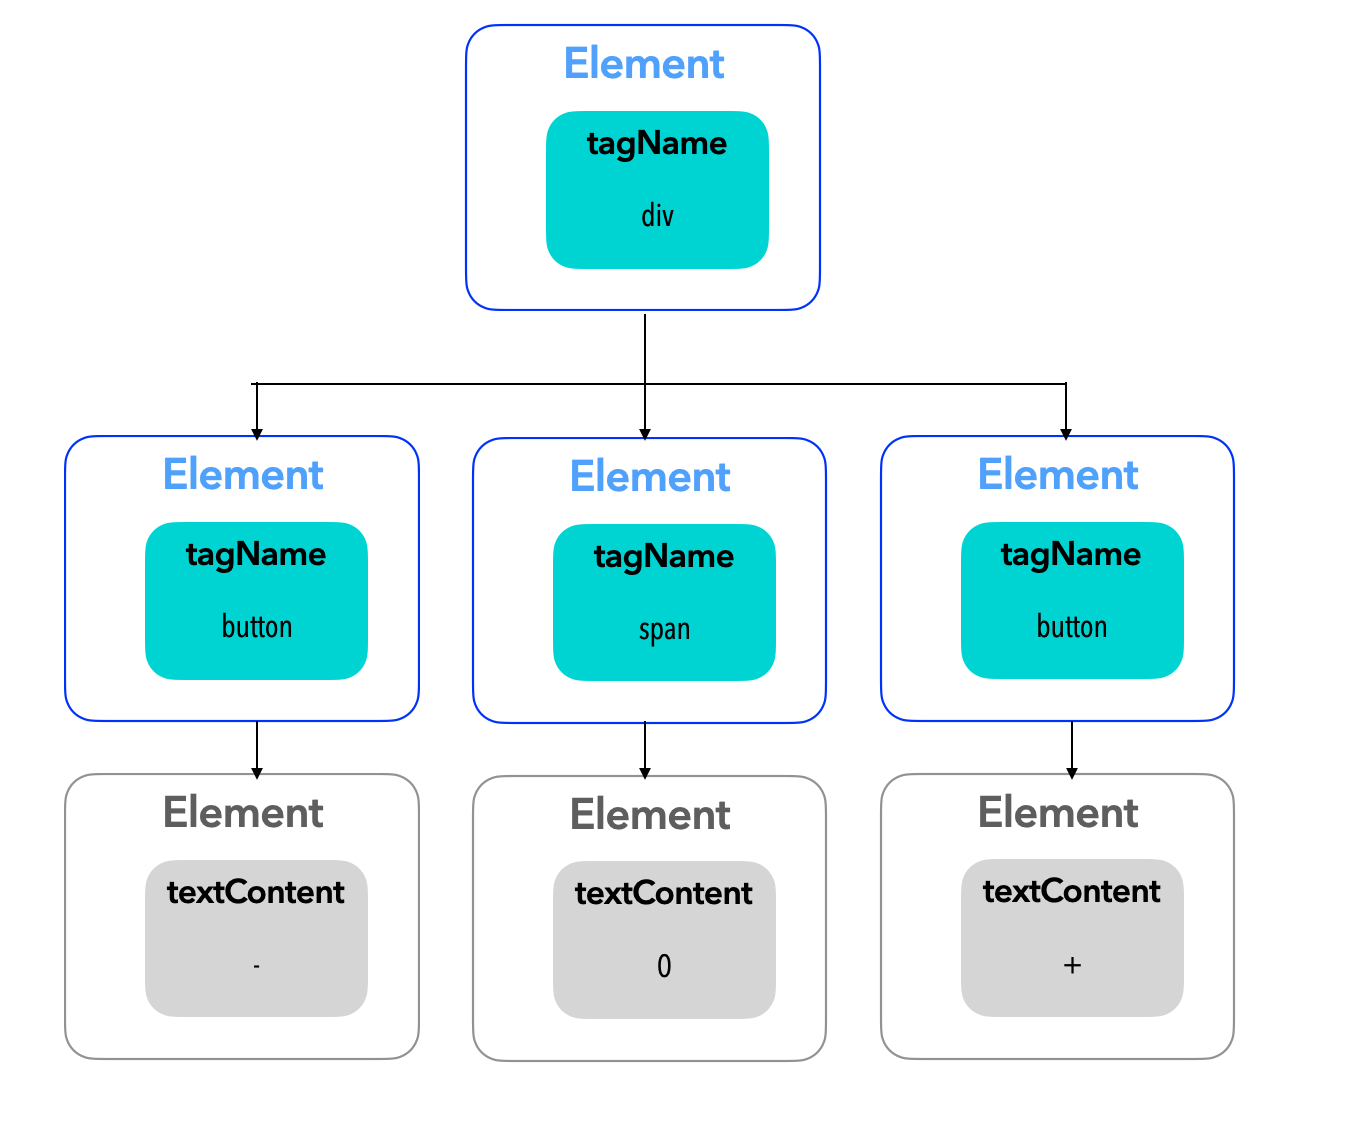 Element
tagName
div
Element
tagName
button
Element
tagName
span
Element
tagName
button
Element
textContent
-
Element
textContent
0
Element
textContent
+